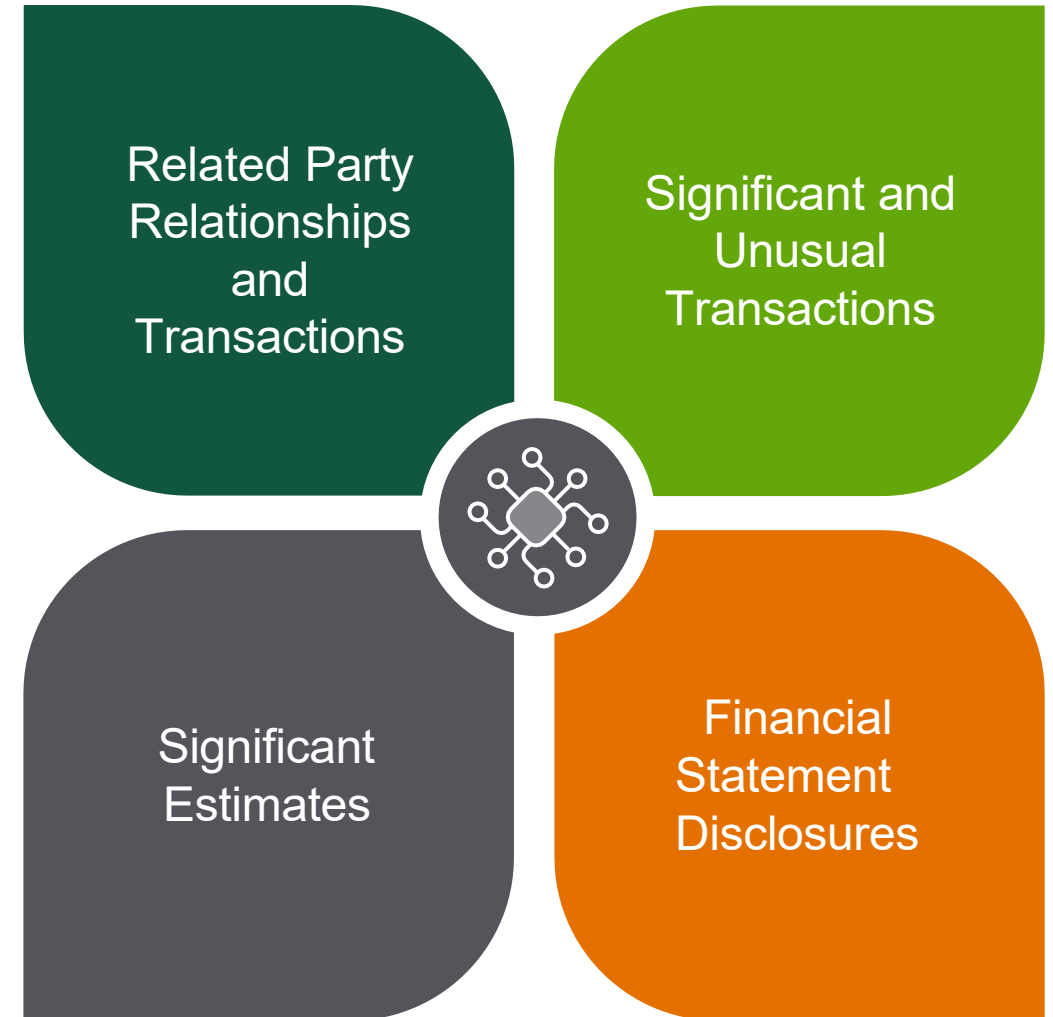 Related Party
Relationships
and
Transactions
Significant and
Unusual
Transactions
Significant
Estimates
Financial
Statement
Disclosures